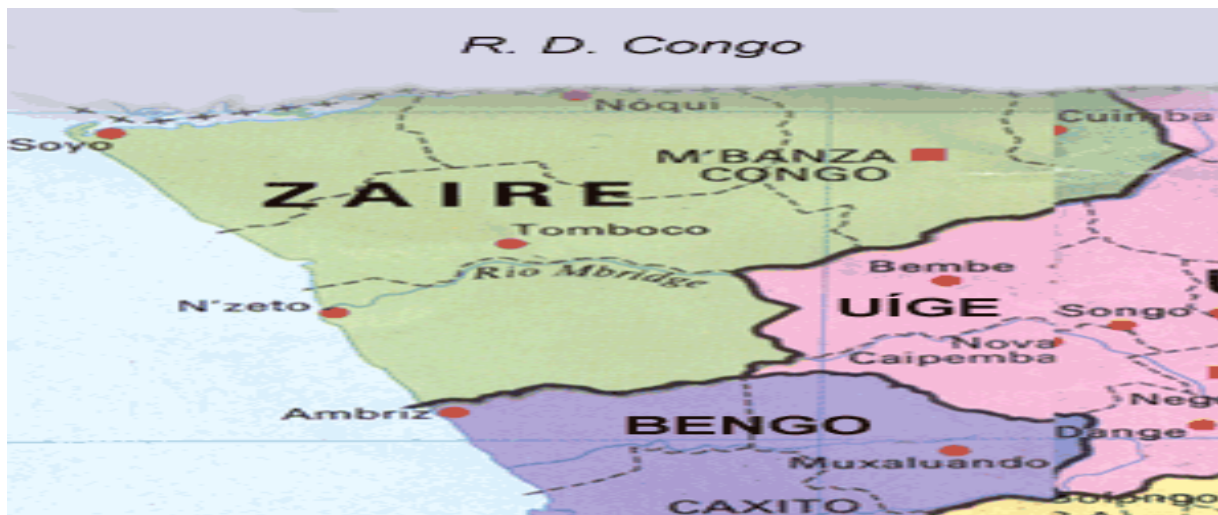 R. D. Congo
Nóqui
Cuimba
Soyo
M'BANZA
CONGO
ZAIRE
Tomboco
Rio Mbridge
Bembe
N'zeto
UÍGE
Songo
Nova
Caipemba
Ambriz
BENGO
Dange
Muxaluando
CAXITO